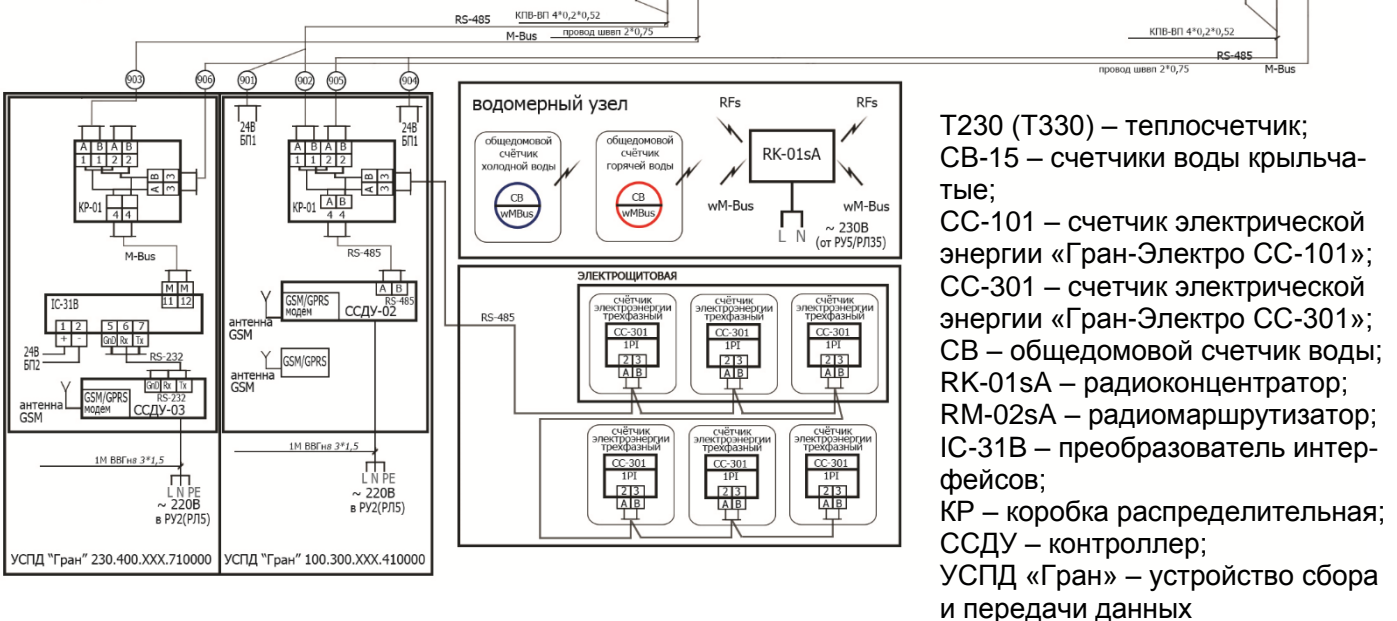 RS-485 КПВ-ВП 4*0,2*0,52
M-Bus провод шввп 2*0,75
КПВ-ВП 4*0,2*0,52
RS-485
провод шввп 2*0,75 M-Bus
903 906 901 902 905 904
24В
БП1
24В
БП1
A B A B
1 1 2 2
A B
3 3
КР-01
4 4
M-Bus
M M
11 12
IC-31B
1 2
+ -
5 6 7
GnD Rx Tx
24В
БП2
RS-232
GnD Rx Tx
RS-232
GSM/GPRS
модем
ССДУ-03
антенна
GSM
1М ВВГнг 3*1,5
L N PE
~ 220В
в РУ2(РЛ5)
УСПД "Гран" 230.400.XXX.710000
A B A B
1 1 2 2
A B
3 3
КР-01
A B
4 4
RS-485
A B
RS-485
GSM/GPRS
модем
ССДУ-02
антенна
GSM
GSM/GPRS
антенна
GSM
1М ВВГнг 3*1,5
L N PE
~ 220В
в РУ2(РЛ5)
УСПД "Гран" 100.300.XXX.410000
водомерный узел
общедомовой
счётчик
холодной воды
СВ
wMBus
общедомовой
счётчик
горячей воды
СВ
wMBus
RFs RFs
RK-01sA
wM-Bus wM-Bus
L N
~ 230В
(от РУ5/РЛ35)
RS-485
ЭЛЕКТРОЩИТОВАЯ
счётчик
электроэнергии
трехфазный
СС-301
1PI
2 3
A B
счётчик
электроэнергии
трехфазный
СС-301
1PI
2 3
A B
счётчик
электроэнергии
трехфазный
СС-301
1PI
2 3
A B
счётчик
электроэнергии
трехфазный
СС-301
1PI
2 3
A B
счётчик
электроэнергии
трехфазный
СС-301
1PI
2 3
A B
счётчик
электроэнергии
трехфазный
СС-301
1PI
2 3
A B
Т230 (Т330) – теплосчетчик;
СВ-15 – счетчики воды крыльча-
тые;
СС-101 – счетчик электрической
энергии «Гран-Электро СС-101»;
СС-301 – счетчик электрической
энергии «Гран-Электро СС-301»;
СВ – общедомовой счетчик воды;
RK-01sA – радиоконцентратор;
RM-02sA – радиомаршрутизатор;
IC-31B – преобразователь интер-
фейсов;
КР – коробка распределительная;
ССДУ – контроллер;
УСПД «Гран» – устройство сбора
и передачи данных